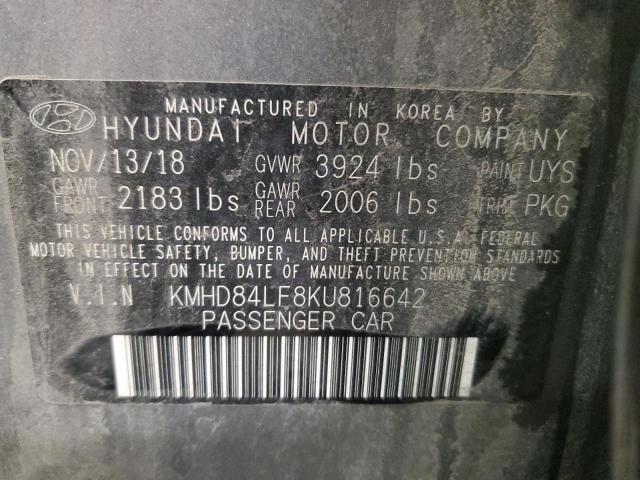 MANUFACTURED IN KOREA BY
HYUNDAI MOTOR COMPANY
NOV/13/18 GVWR 3924 lbs PAINT UYS
GAWR FRONT 2183 lbs GAWR REAR 2006 lbs TRIM PKG
THIS VEHICLE CONFORMS TO ALL APPLICABLE U.S.A. FEDERAL
MOTOR VEHICLE SAFETY, BUMPER, AND THEFT PREVENTION STANDARDS
IN EFFECT ON THE DATE OF MANUFACTURE SHOWN ABOVE.
V.I.N KMHD84LF8KU816642
PASSENGER CAR